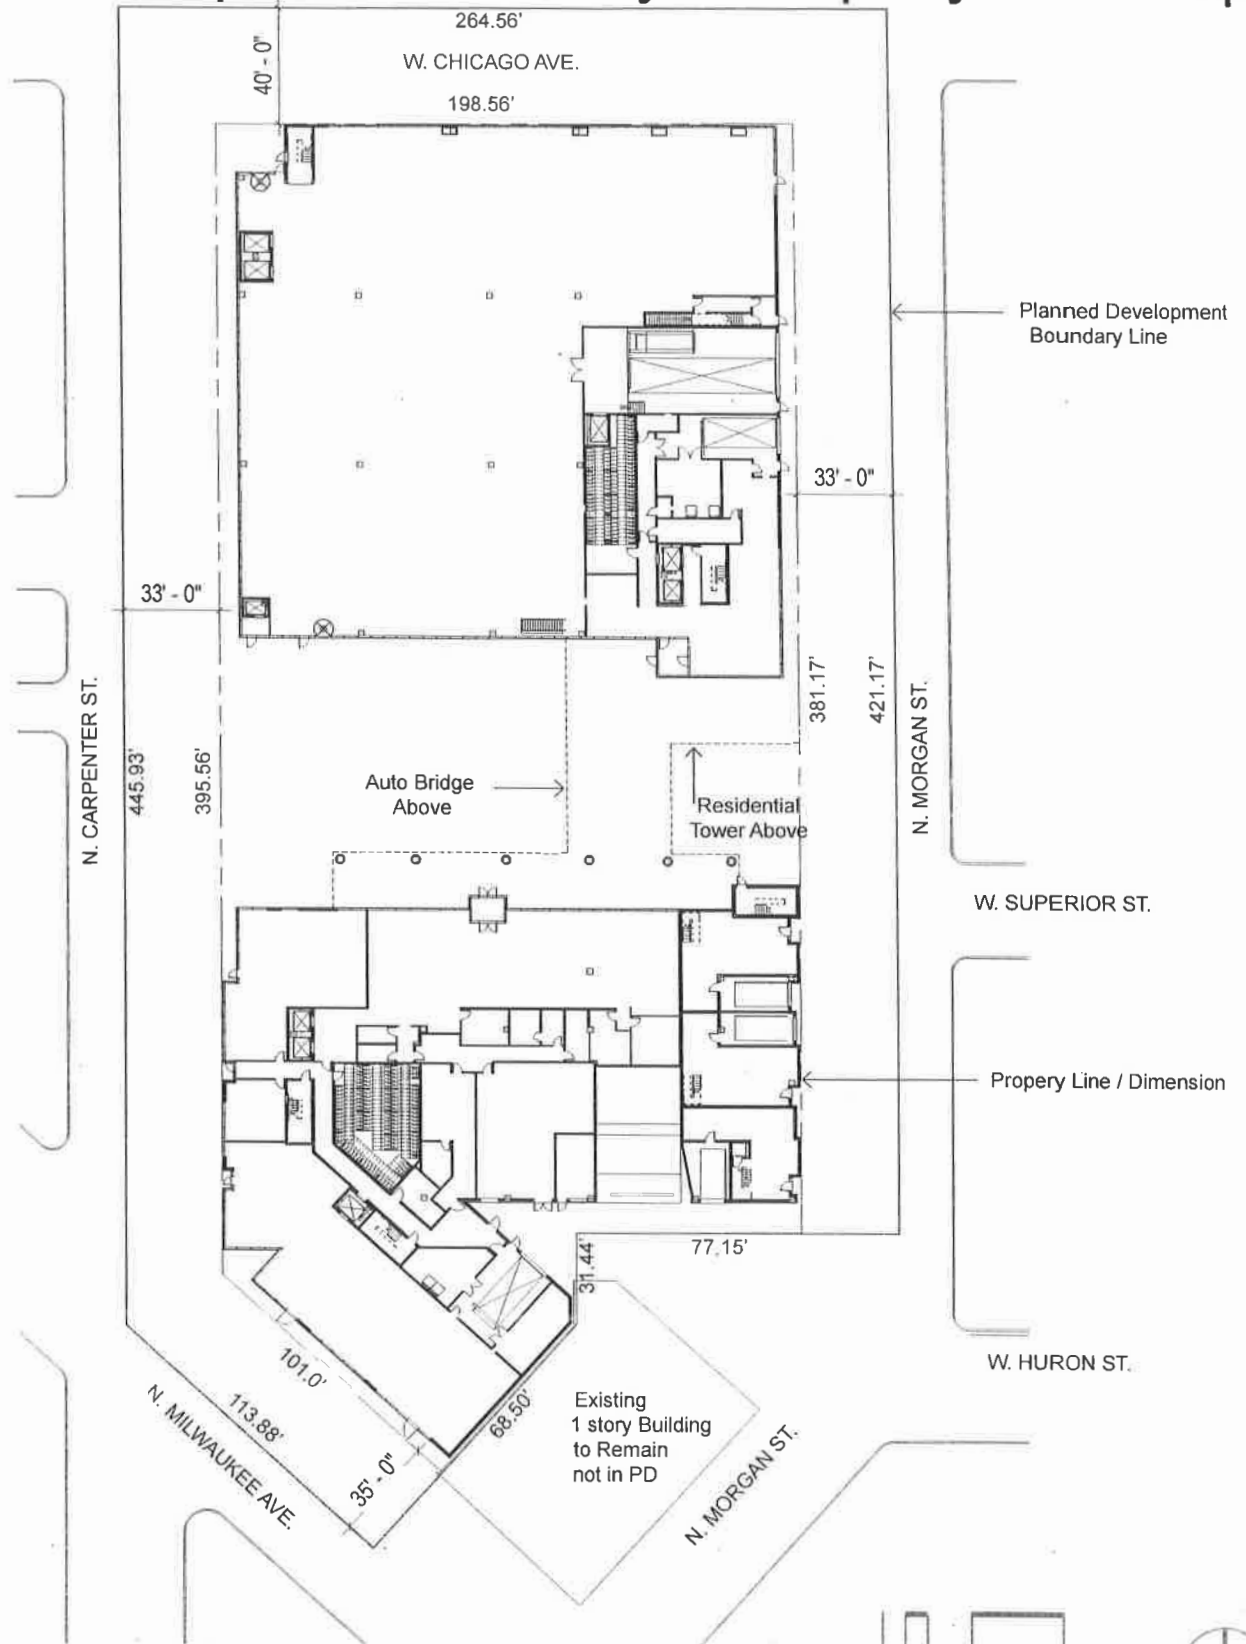 264.56'
W. CHICAGO AVE.
40' - 0"
198.56'
Planned Development
Boundary Line
33' - 0"
33' - 0"
N. CARPENTER ST.
445.93'
395.56'
381.17'
421.17'
N. MORGAN ST.
Auto Bridge
Above
Residential
Tower Above
W. SUPERIOR ST.
Propery Line / Dimension
77.15'
31.44'
W. HURON ST.
101.0'
113.88'
N. MILWAUKEE AVE.
35' - 0"
68.50'
Existing
1 story Building
to Remain
not in PD
N. MORGAN ST.